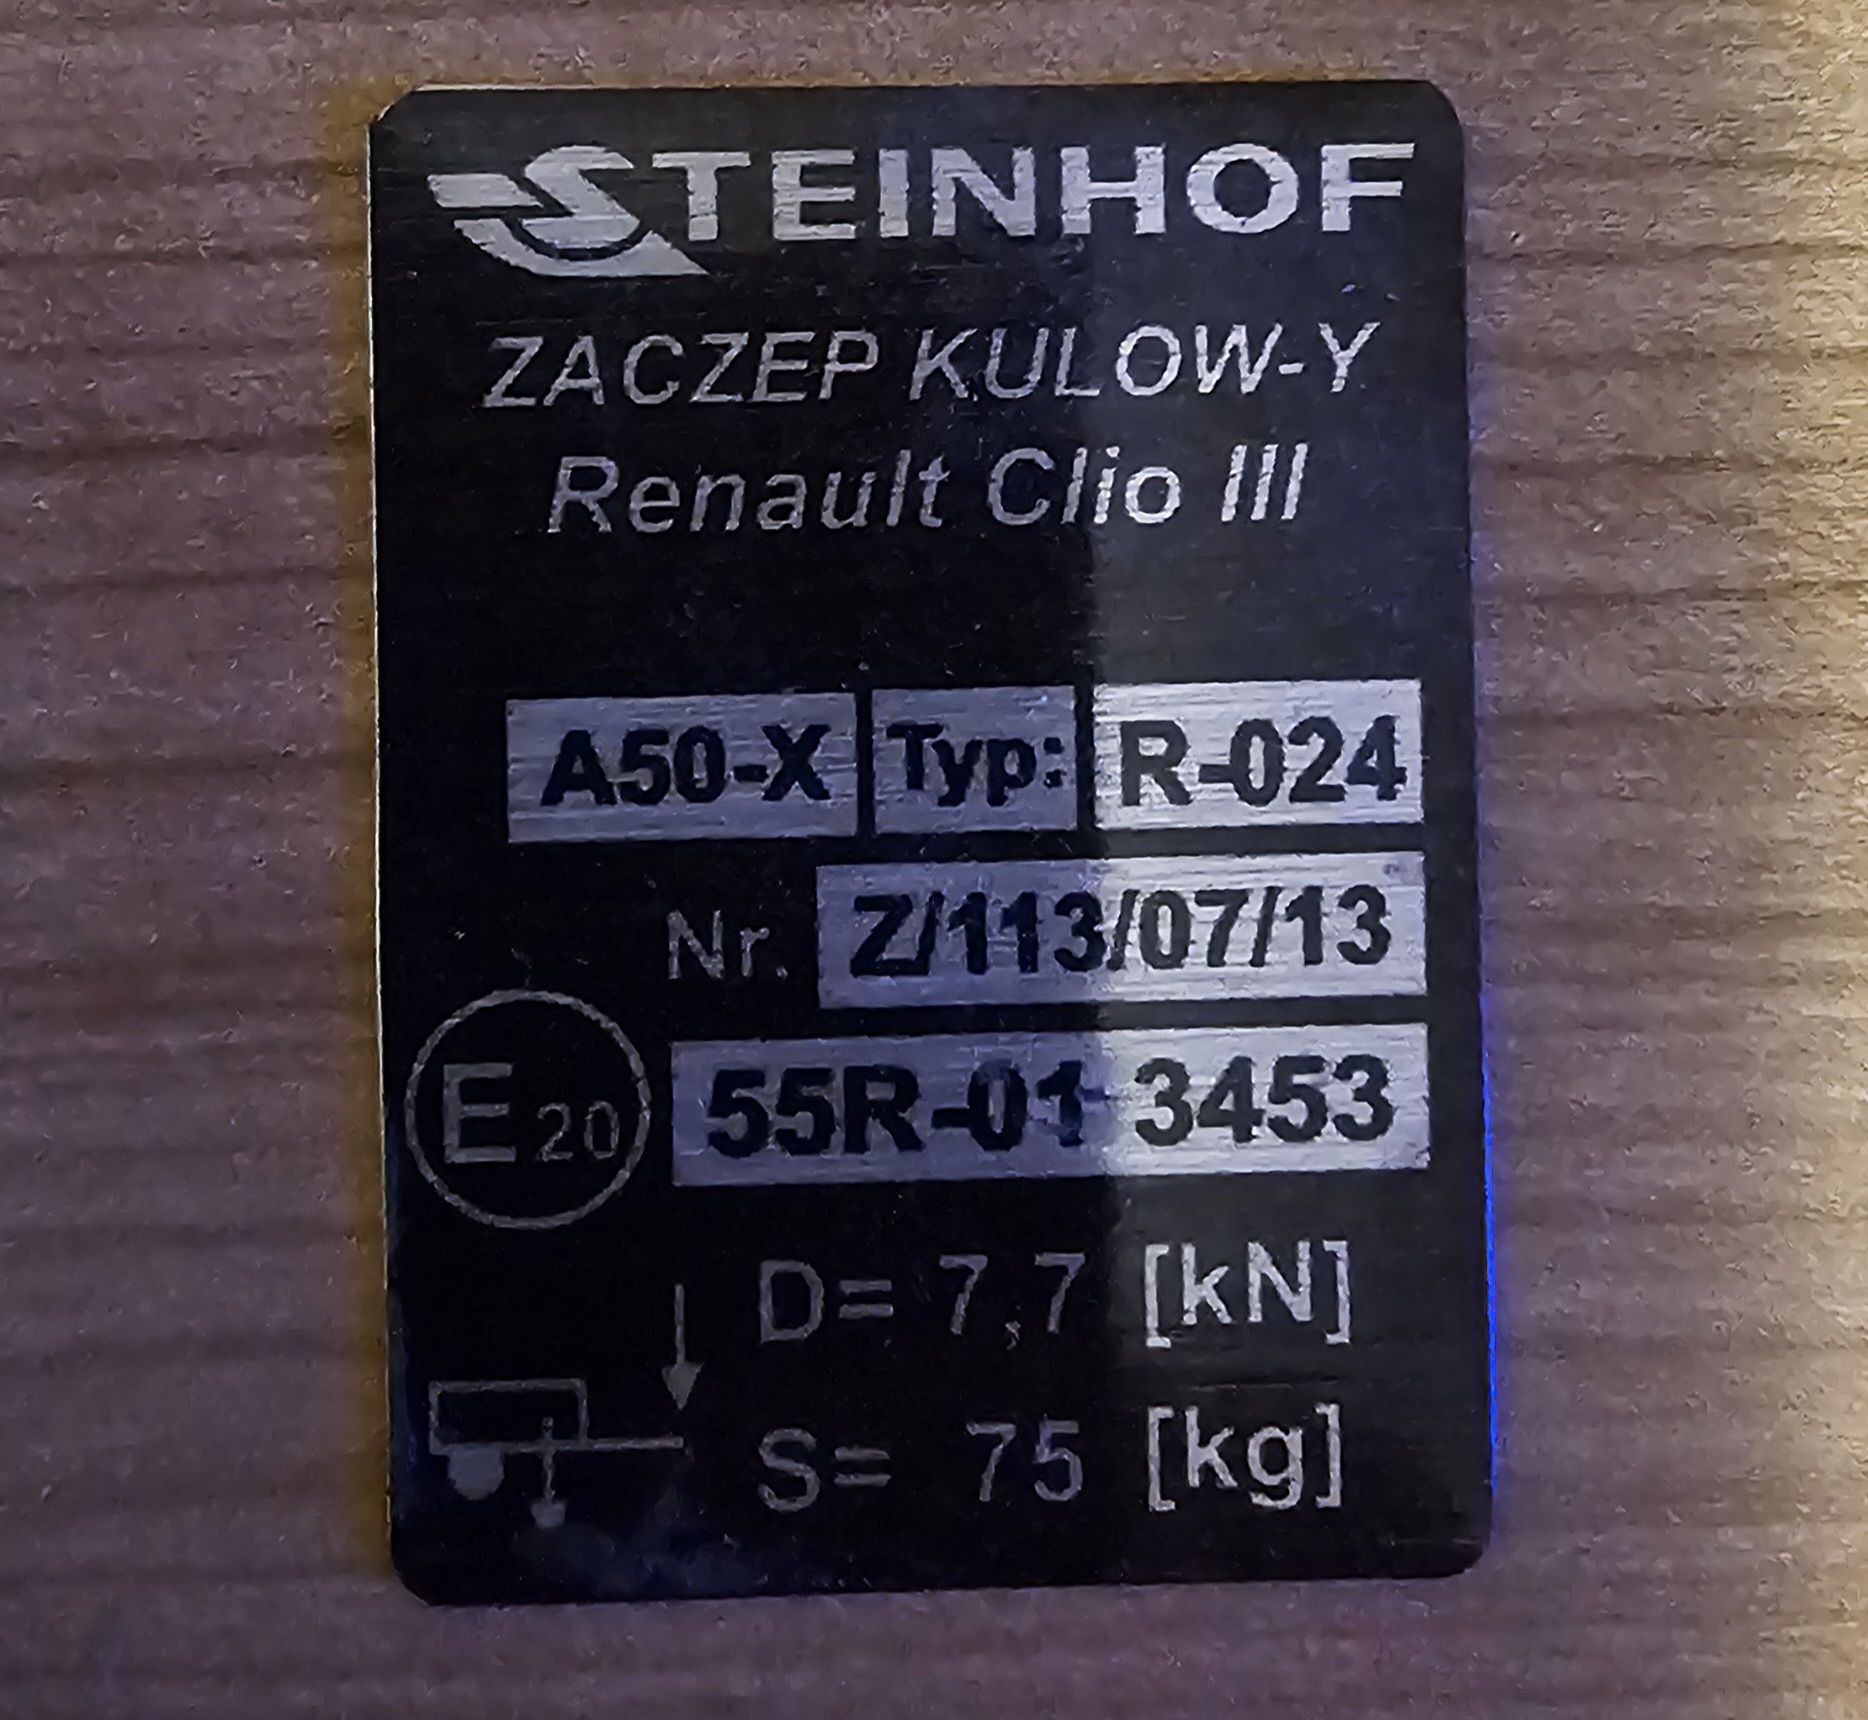 STEINHOF
ZACZEP KULOW-Y
Renault Clio III
A50-X Typ: R-024
Nr. Z/113/07/13
E20 55R-01 3453
D= 7,7 [kN]
S= 75 [kg]